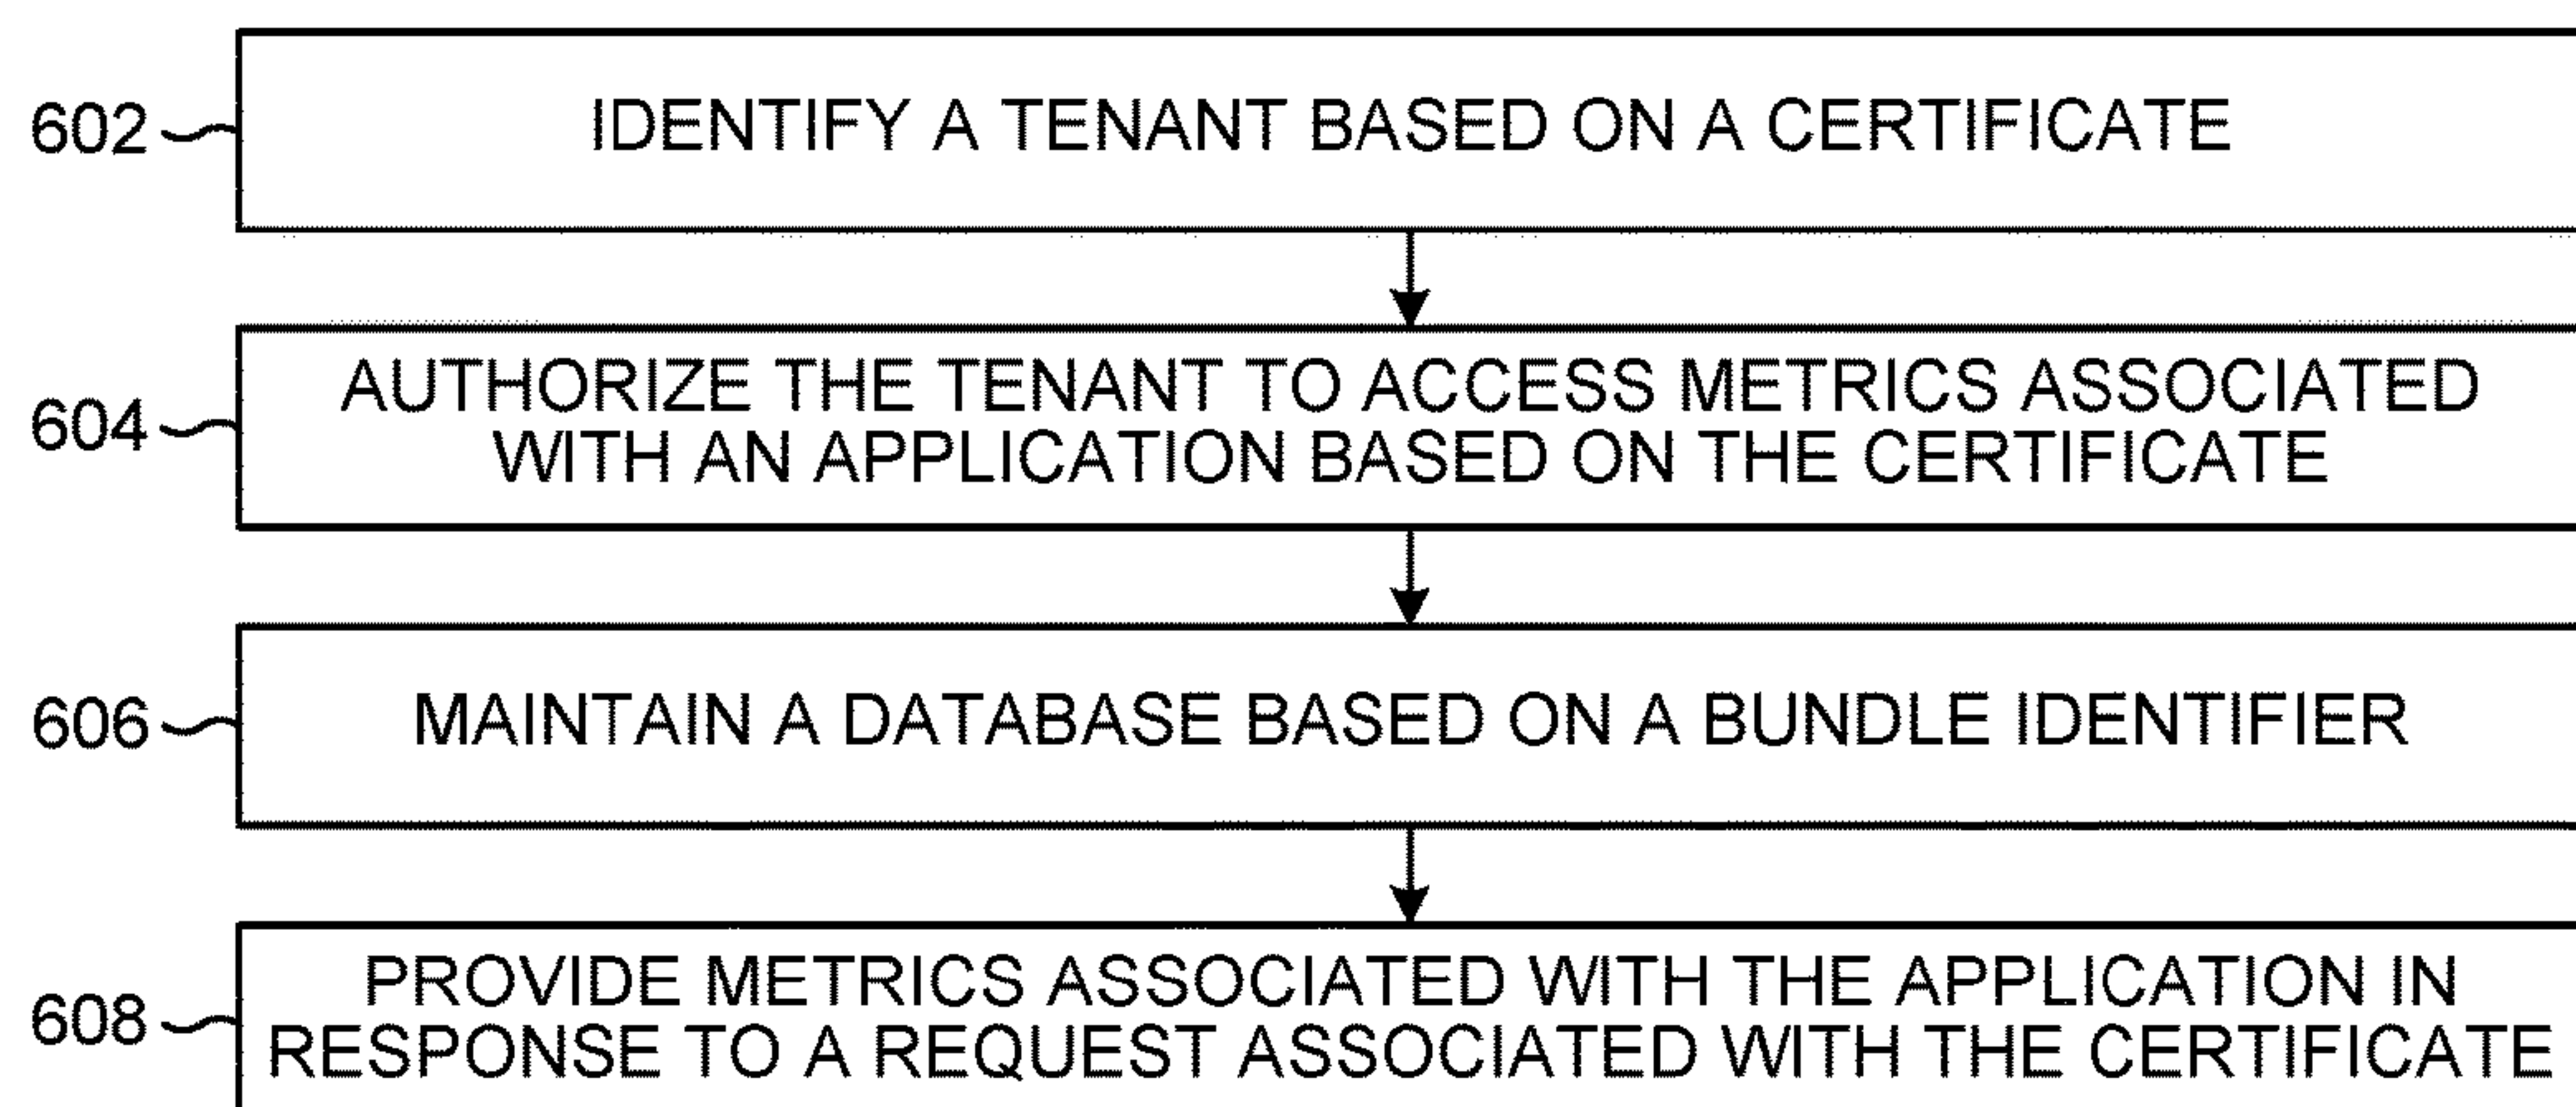 602
IDENTIFY A TENANT BASED ON A CERTIFICATE
604
AUTHORIZE THE TENANT TO ACCESS METRICS ASSOCIATED
WITH AN APPLICATION BASED ON THE CERTIFICATE
606
MAINTAIN A DATABASE BASED ON A BUNDLE IDENTIFIER
608
PROVIDE METRICS ASSOCIATED WITH THE APPLICATION IN
RESPONSE TO A REQUEST ASSOCIATED WITH THE CERTIFICATE